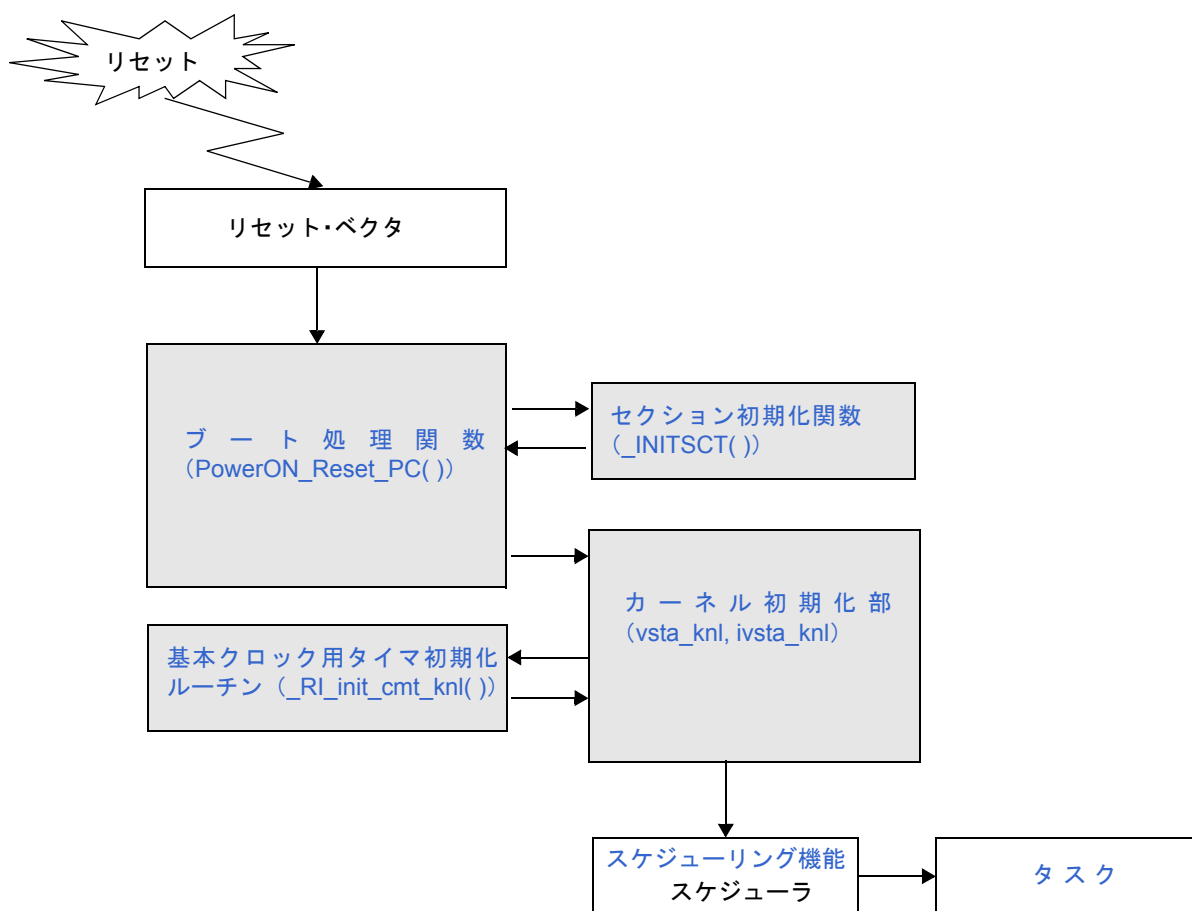 リセット
リセット・ベクタ
ブート処理関数
（PowerON_Reset_PC( )）
セクション初期化関数
（_INITSCT( )）
カーネル初期化部
（vsta_knl, ivsta_knl）
基本クロック用タイマ初期化
ルーチン（_RI_init_cmt_knl( )）
スケジューリング機能
スケジューラ
タスク